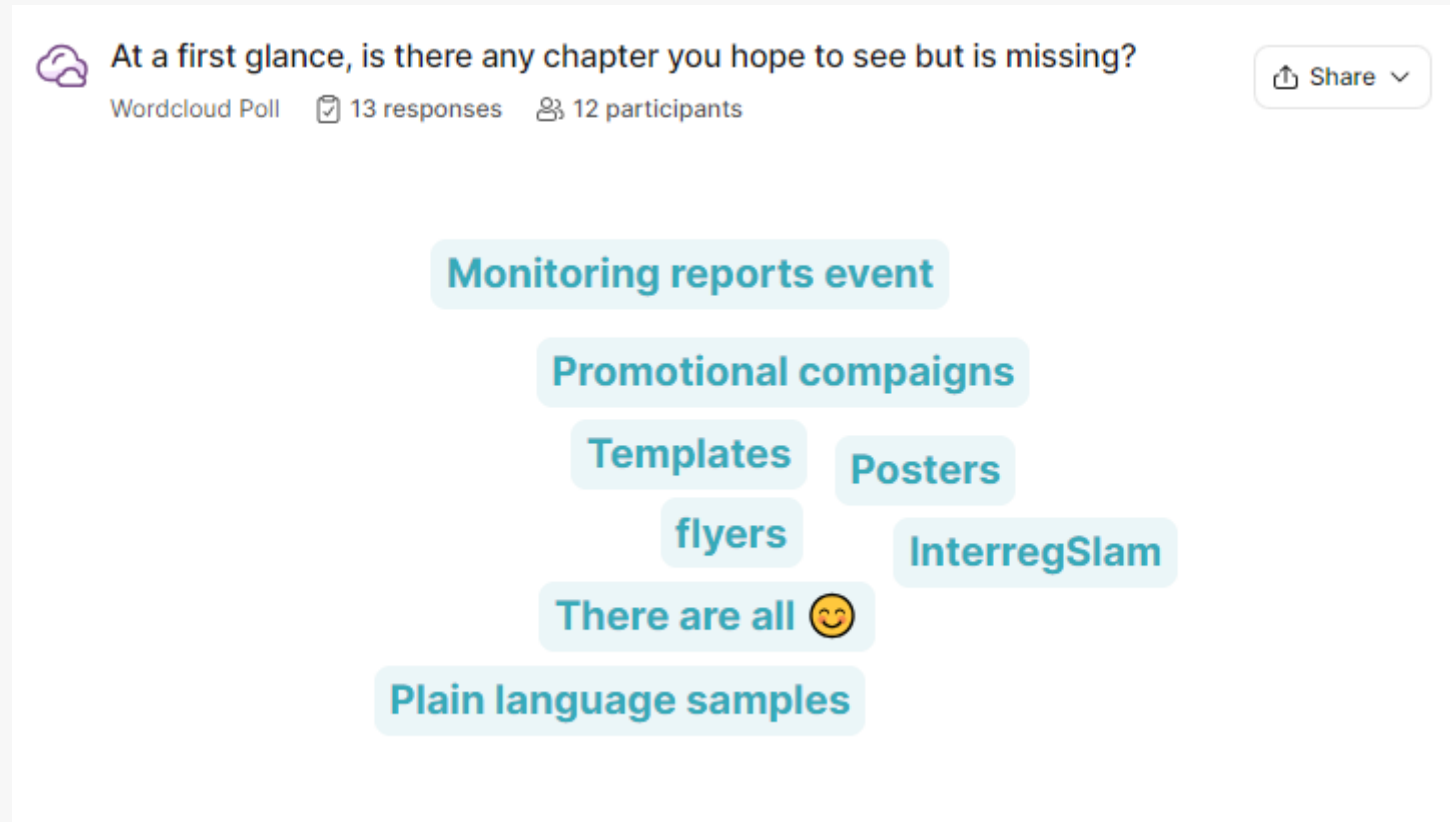 At a first glance, is there any chapter you hope to see but is missing?
Share
Wordcloud Poll 13 responses 12 participants
Monitoring reports event
Promotional compaigns
Templates
Posters
flyers
InterregSlam
There are all 😊
Plain language samples